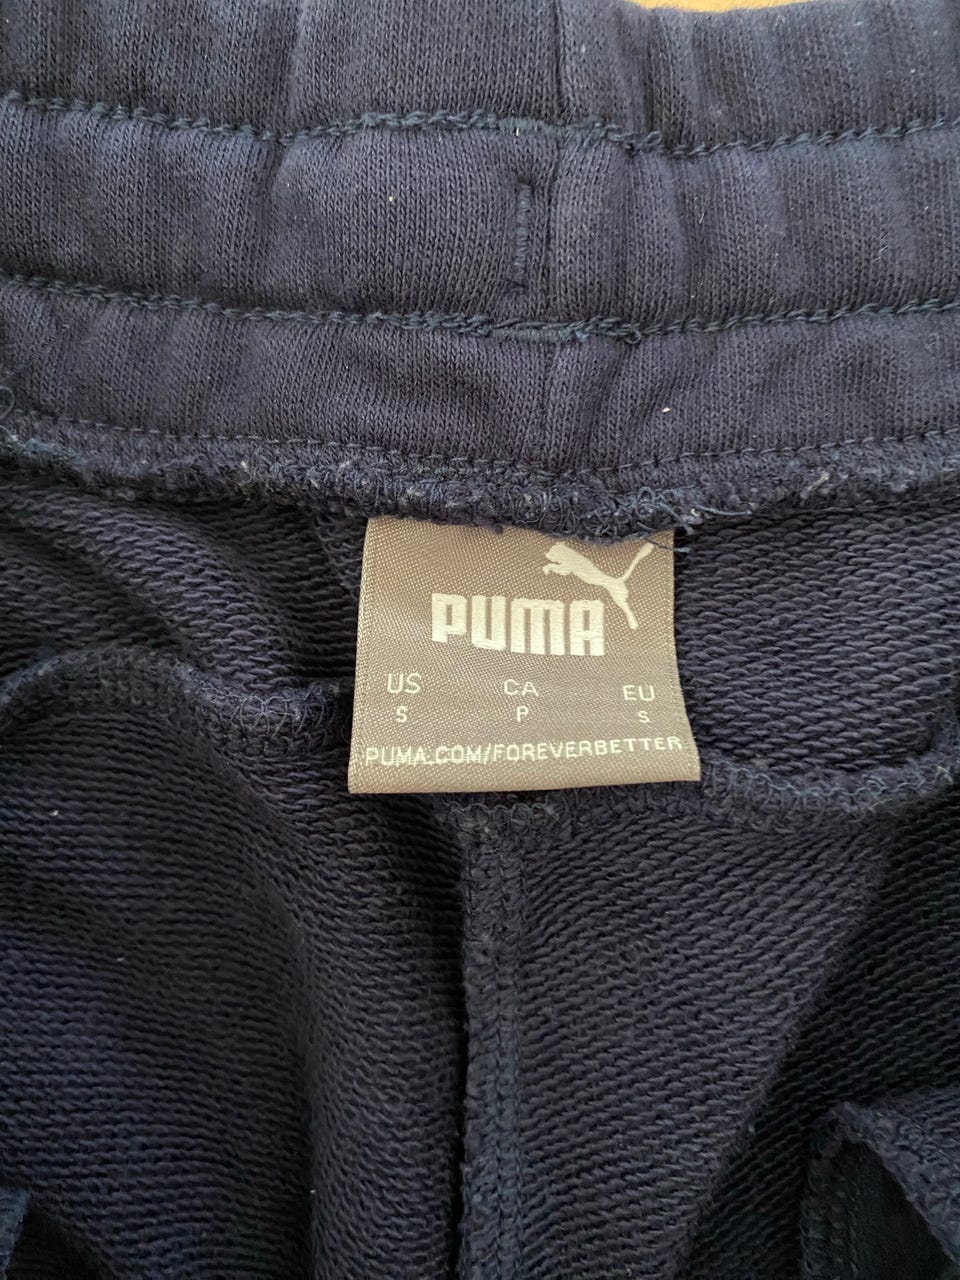 PUMA
US CA EU
S P S
PUMA.COM/FOREVERBETTER